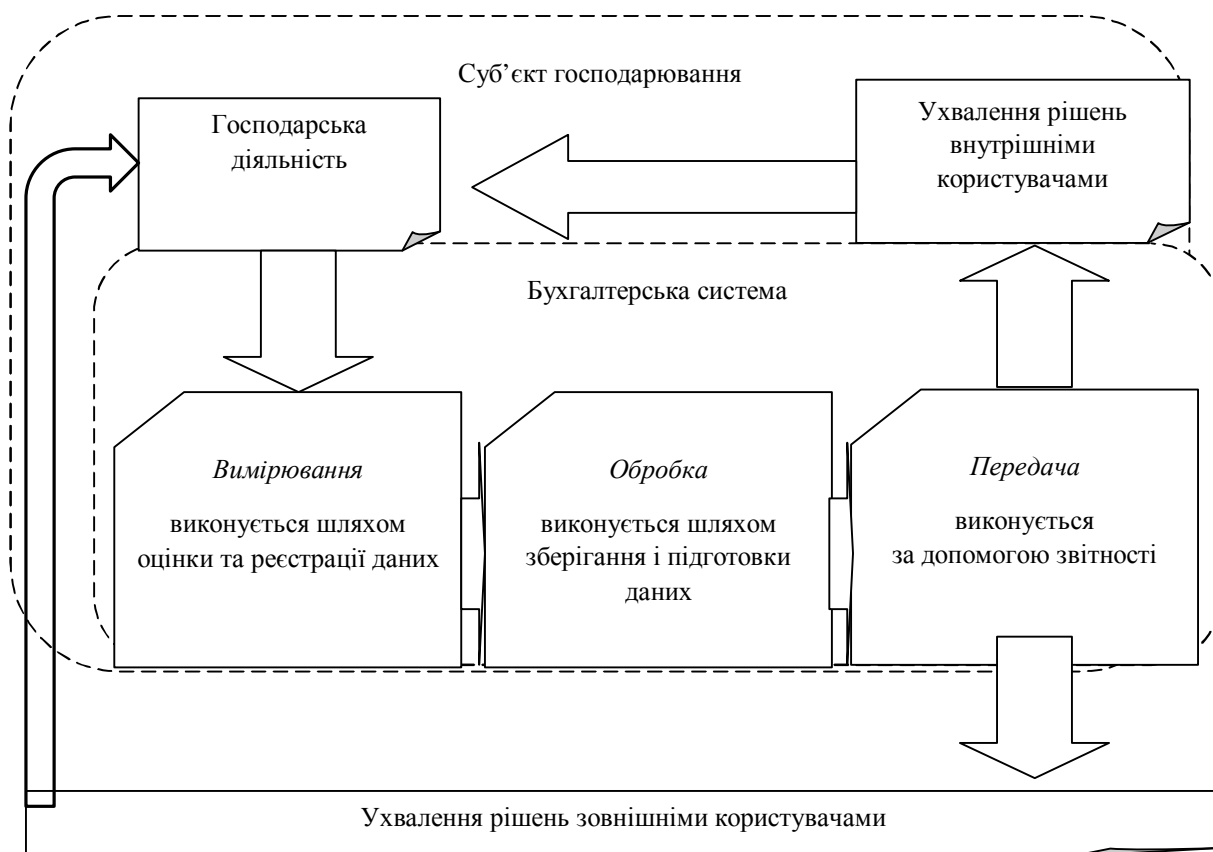 Суб’єкт господарювання
Господарська
діяльність
Ухвалення рішень
внутрішніми
користувачами
Бухгалтерська система
Вимірювання
виконується шляхом
оцінки та реєстрації даних
Обробка
виконується шляхом
зберігання і підготовки
даних
Передача
виконується
за допомогою звітності
Ухвалення рішень зовнішніми користувачами